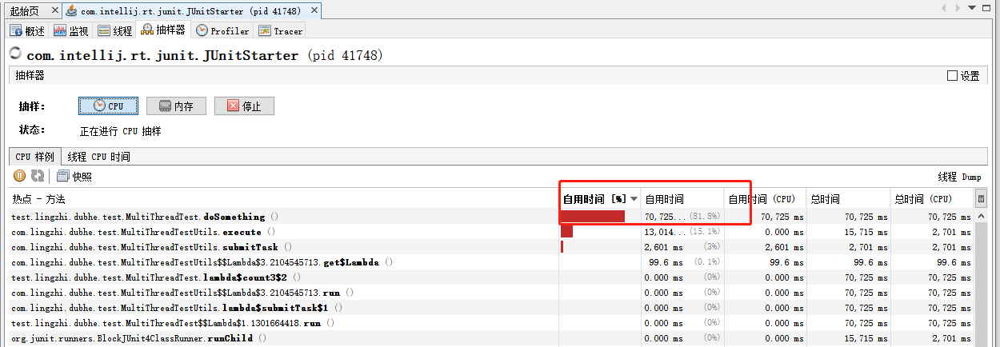 起始页 × com.intellij.rt.junit.JUnitStarter (pid 41748) ×
概述 监视 线程 抽样器 Profiler Tracer
com.intellij.rt.junit.JUnitStarter (pid 41748)
抽样器 设置
抽样： CPU 内存 停止
状态： 正在进行 CPU 抽样
CPU 样例 线程 CPU 时间
快照 线程 Dump
热点 - 方法 自用时间 [%] 自用时间 自用时间 (CPU) 总时间 总时间 (CPU)
test.lingzhi.dubhe.test.MultiThreadTest.doSomething () 70,725... (81.8%) 70,725 ms 70,725 ms 70,725 ms
com.lingzhi.dubhe.test.MultiThreadTestUtils.execute () 13,014... (15.1%) 0.000 ms 15,715 ms 2,701 ms
com.lingzhi.dubhe.test.MultiThreadTestUtils.submitTask () 2,601 ms (3%) 2,601 ms 2,701 ms 2,701 ms
com.lingzhi.dubhe.test.MultiThreadTestUtils$$Lambda$3.2104545713.get$Lambda () 99.6 ms (0.1%) 99.6 ms 99.6 ms 99.6 ms
test.lingzhi.dubhe.test.MultiThreadTest.lambda$count3$2 () 0.000 ms (0%) 0.000 ms 70,725 ms 70,725 ms
com.lingzhi.dubhe.test.MultiThreadTestUtils$$Lambda$3.2104545713.run () 0.000 ms (0%) 0.000 ms 70,725 ms 70,725 ms
com.lingzhi.dubhe.test.MultiThreadTestUtils.lambda$submitTask$1 () 0.000 ms (0%) 0.000 ms 70,725 ms 70,725 ms
test.lingzhi.dubhe.test.MultiThreadTest$$Lambda$1.1301664418.run () 0.000 ms (0%) 0.000 ms 70,725 ms 70,725 ms
org.junit.runners.BlockJUnit4ClassRunner.runChild () 0.000 ms (0%) 0.000 ms 15,715 ms 2,701 ms